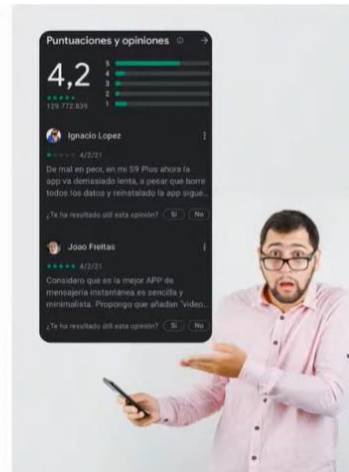 Puntuaciones y opiniones
4,2
5
4
3
2
1
129.772.839
Ignacio Lopez
4/2/21
De mal en peor, en mi S9 Plus ahora la
app va demasiado lenta, a pesar que borre
todos los datos y reinstalado la app sigue...
¿Te ha resultado útil esta opinión? Sí No
Joao Freitas
4/2/21
Considero que es la mejor APP de
mensajería instantánea es sencilla y
minimalista. Propongo que añadan "video...
¿Te ha resultado útil esta opinión? Sí No